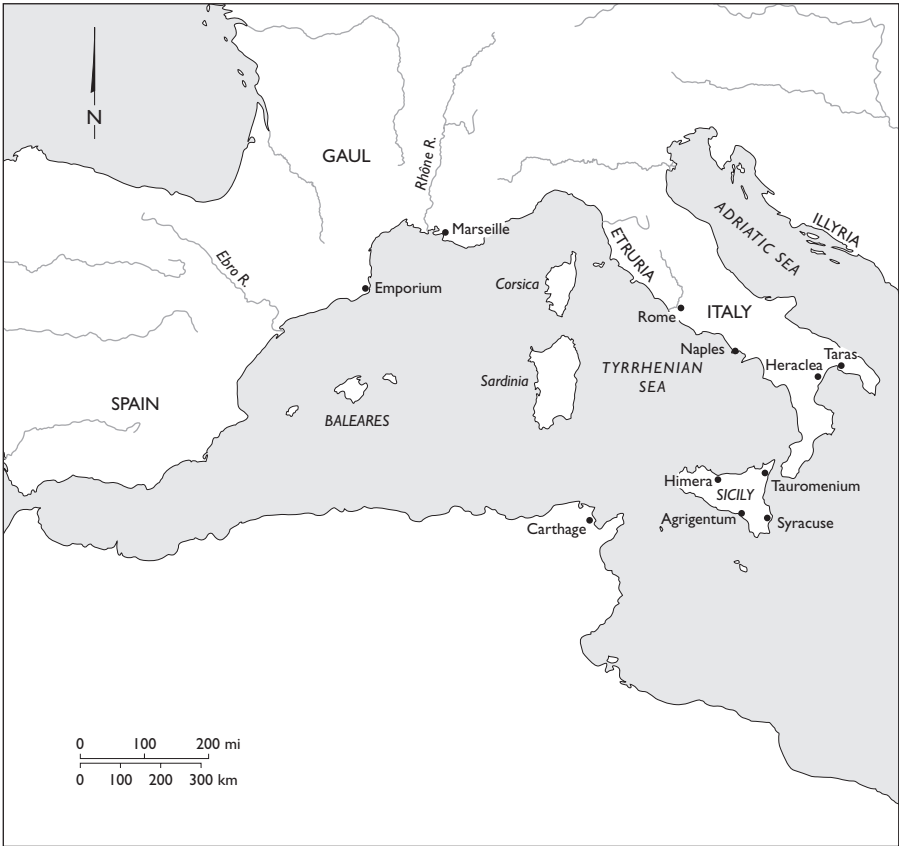 N
GAUL
Rhône R.
Marseille
Ebro R.
Emporium
SPAIN
BALEARES
Corsica
Sardinia
ETRURIA
ADRIATIC SEA
ILLYRIA
Rome
ITALY
Naples
TYRRHENIAN
SEA
Heraclea
Taras
Himera
SICILY
Tauromenium
Agrigentum
Syracuse
Carthage
0 100 200 mi
0 100 200 300 km